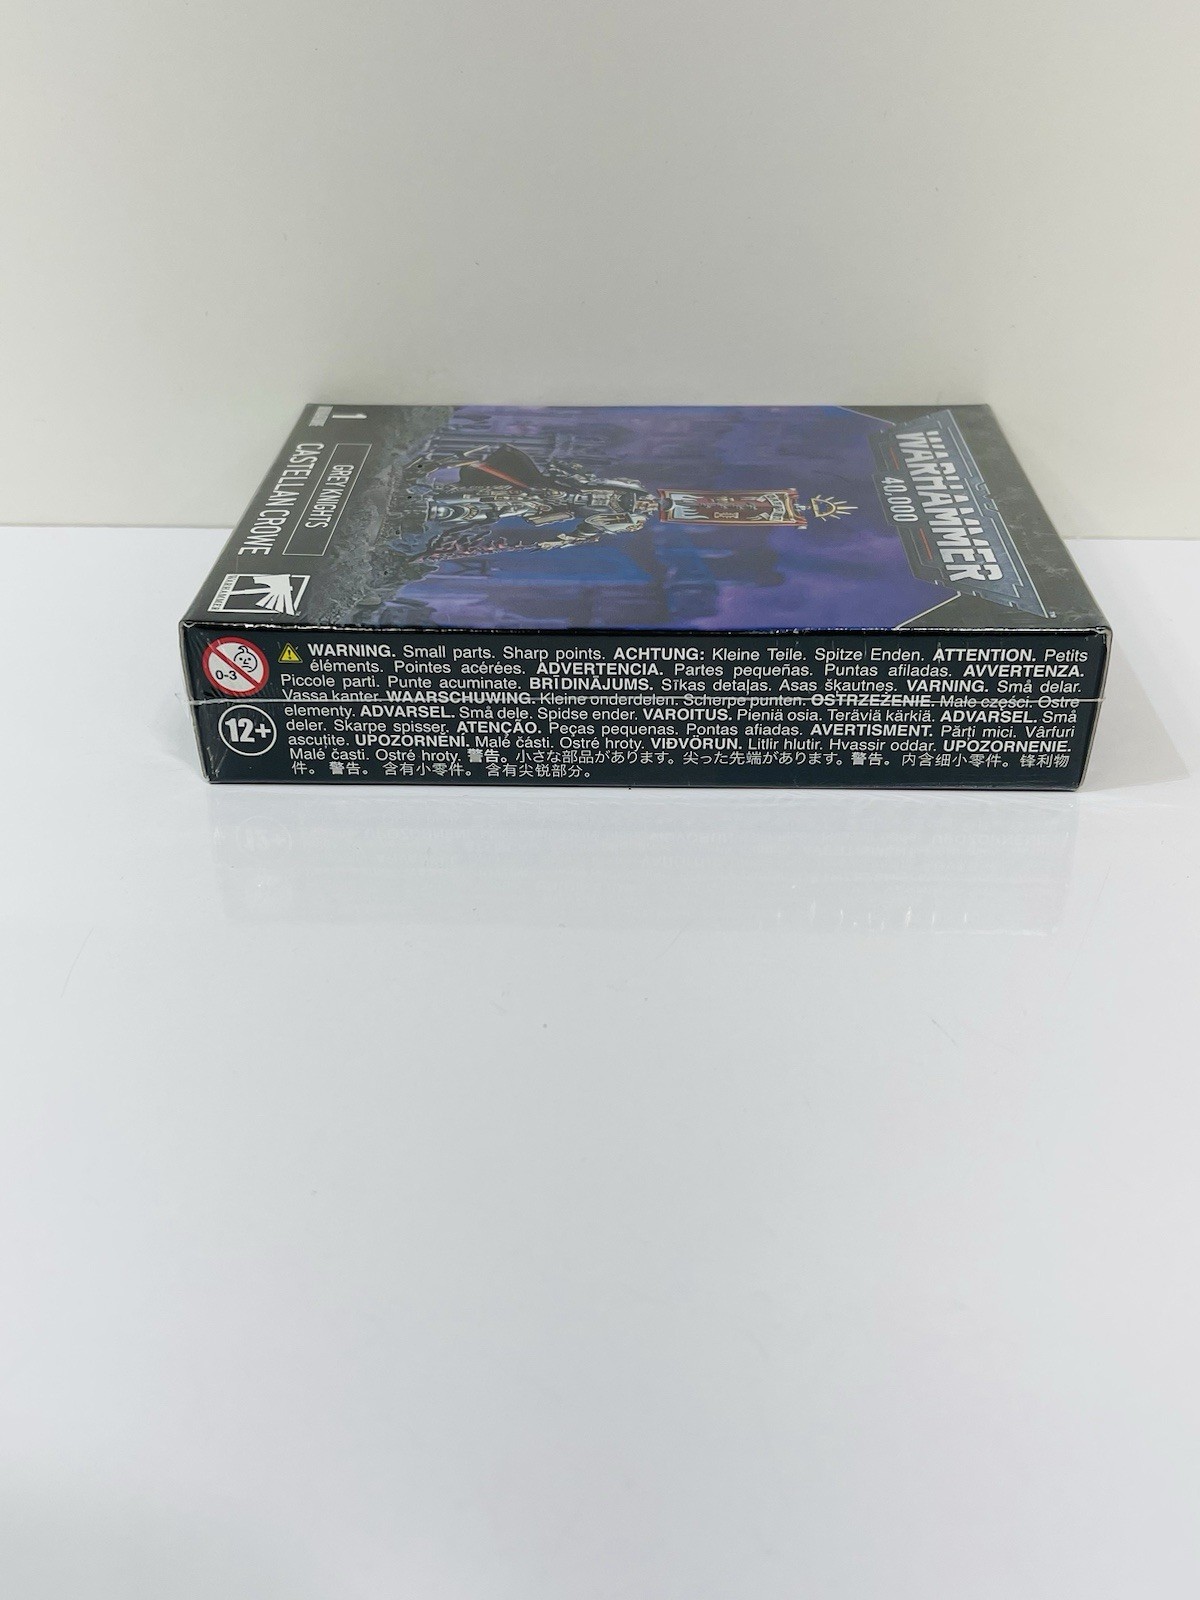 WARHAMMER
40,000
GREY KNIGHTS
CASTELLAN CROWE
1
WARHAMMER
0-3
12+
WARNING. Small parts. Sharp points. ACHTUNG: Kleine Teile. Spitze Enden. ATTENTION. Petits
éléments. Pointes acérées. ADVERTENCIA. Partes pequeñas. Puntas afiladas. AVVERTENZA.
Piccole parti. Punte acuminate. BRĪDINĀJUMS. Sīkas detaļas. Asas šķautnes. VARNING. Små delar.
Vassa kanter. WAARSCHUWING. Kleine onderdelen. Scherpe punten. OSTRZEŻENIE. Małe części. Ostre
elementy. ADVARSEL. Små dele. Spidse ender. VAROITUS. Pieniä osia. Teräviä kärkiä. ADVARSEL. Små
deler. Skarpe spisser. ATENÇÃO. Peças pequenas. Pontas afiadas. AVERTISMENT. Părți mici. Vârfuri
ascuțite. UPOZORNĚNÍ. Malé části. Ostré hroty. VIÐVÖRUN. Litlir hlutir. Hvassir oddar. UPOZORNENIE.
Malé časti. Ostré hroty. 警告。小さな部品があります。尖った先端があります。警告。内含细小零件。锋利物
件。警告。含有小零件。含有尖锐部分。